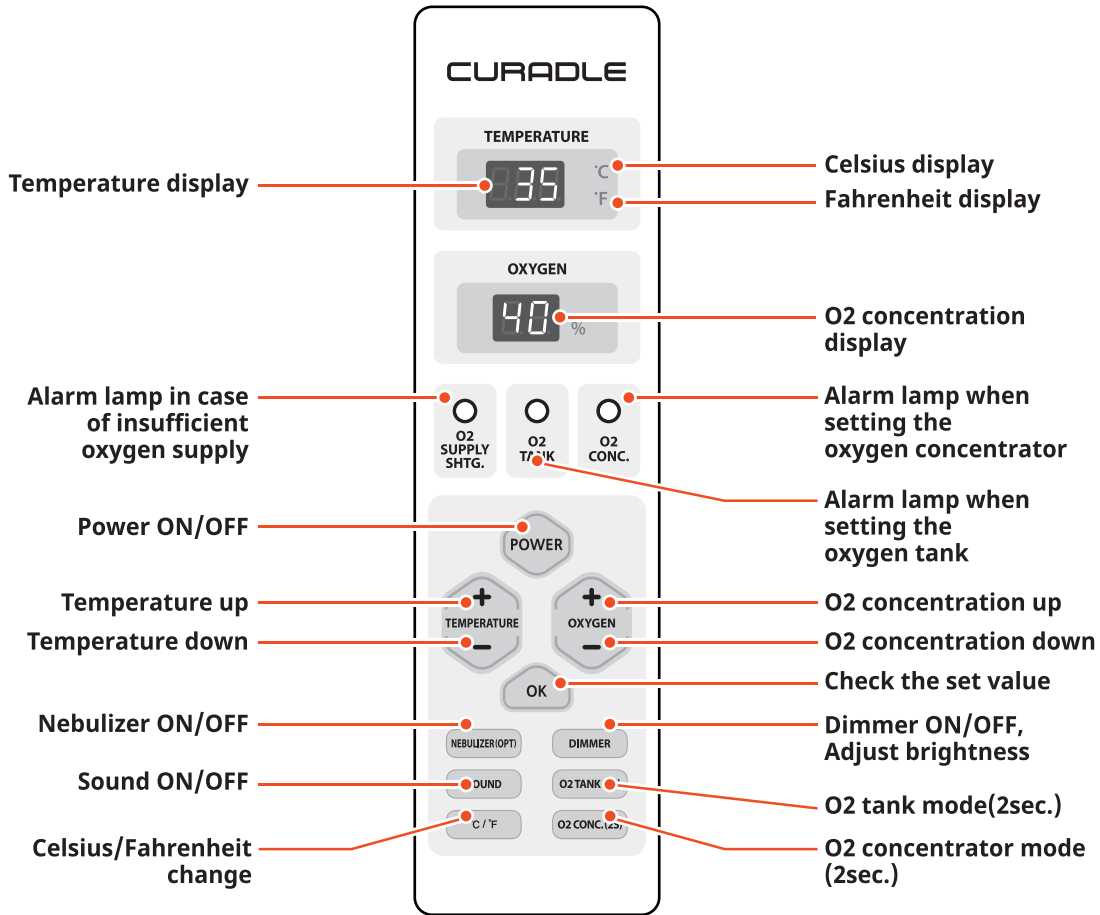 CURADLE
TEMPERATURE
Temperature display
35
°C
°F
Celsius display
Fahrenheit display
OXYGEN
40
%
O2 concentration
display
Alarm lamp in case
of insufficient
oxygen supply
O2
SUPPLY
SHTG.
O2
TANK
O2
CONC.
Alarm lamp when
setting the
oxygen concentrator
Alarm lamp when
setting the
oxygen tank
Power ON/OFF
POWER
Temperature up
Temperature down
+
TEMPERATURE
−
+
OXYGEN
−
O2 concentration up
O2 concentration down
OK
Check the set value
Nebulizer ON/OFF
NEBULIZER(OPT)
DIMMER
Dimmer ON/OFF,
Adjust brightness
Sound ON/OFF
OUND
O2 TANK
O2 tank mode(2sec.)
Celsius/Fahrenheit
change
°C / °F
O2 CONC.(2S)
O2 concentrator mode
(2sec.)